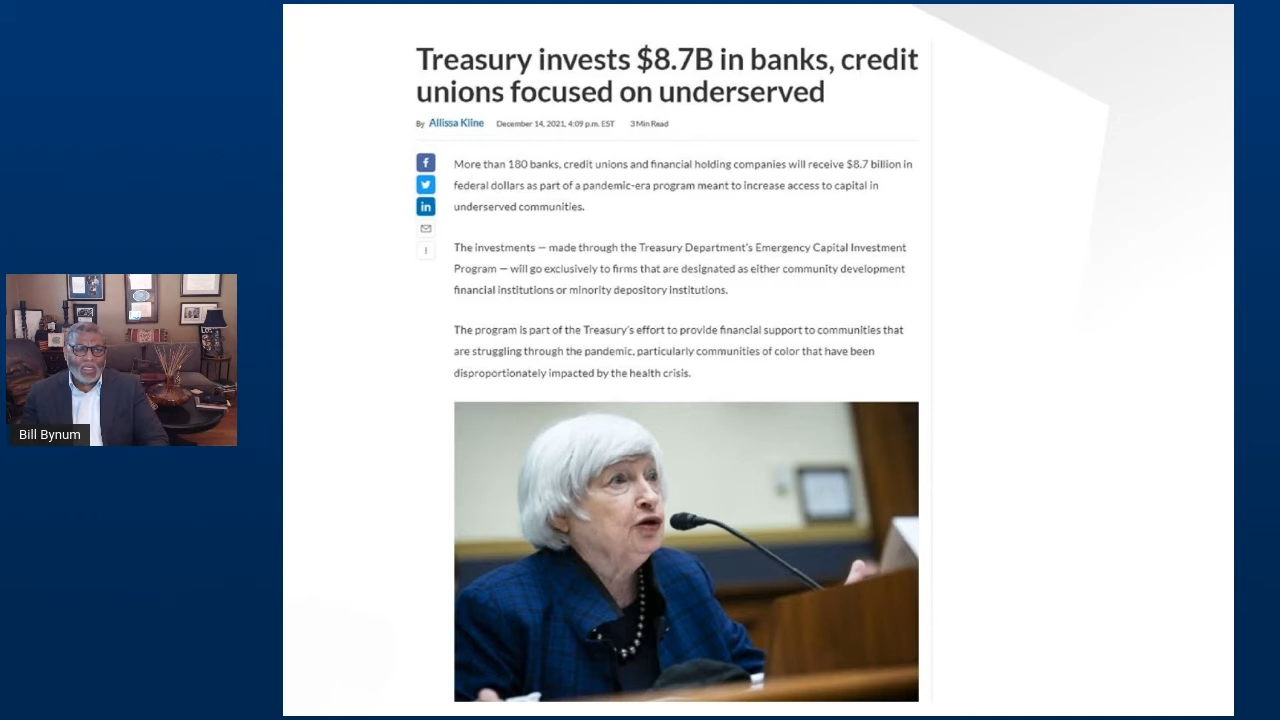 Treasury invests $8.7B in banks, credit
unions focused on underserved
By Allissa Kline December 14, 2021, 4:09 p.m. EST 3 Min Read
f
More than 180 banks, credit unions and financial holding companies will receive $8.7 billion in
federal dollars as part of a pandemic-era program meant to increase access to capital in
in
underserved communities.
The investments — made through the Treasury Department's Emergency Capital Investment
Program — will go exclusively to firms that are designated as either community development
financial institutions or minority depository institutions.
The program is part of the Treasury's effort to provide financial support to communities that
are struggling through the pandemic, particularly communities of color that have been
disproportionately impacted by the health crisis.
Bill Bynum